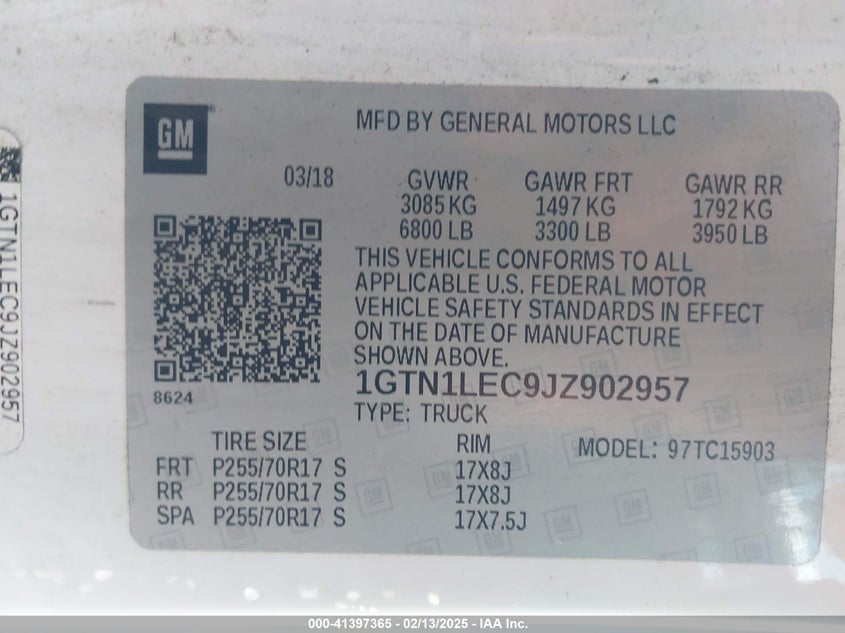 1GTN1LEC9JZ902957
GM
MFD BY GENERAL MOTORS LLC
03/18
GVWR GAWR FRT GAWR RR
3085 KG 1497 KG 1792 KG
6800 LB 3300 LB 3950 LB
THIS VEHICLE CONFORMS TO ALL
APPLICABLE U.S. FEDERAL MOTOR
VEHICLE SAFETY STANDARDS IN EFFECT
ON THE DATE OF MANUFACTURE
SHOWN ABOVE.
8624
1GTN1LEC9JZ902957
TYPE: TRUCK
TIRE SIZE RIM MODEL: 97TC15903
FRT P255/70R17 S 17X8J
RR P255/70R17 S 17X8J
SPA P255/70R17 S 17X7.5J
000-41397365 - 02/13/2025 - IAA Inc.